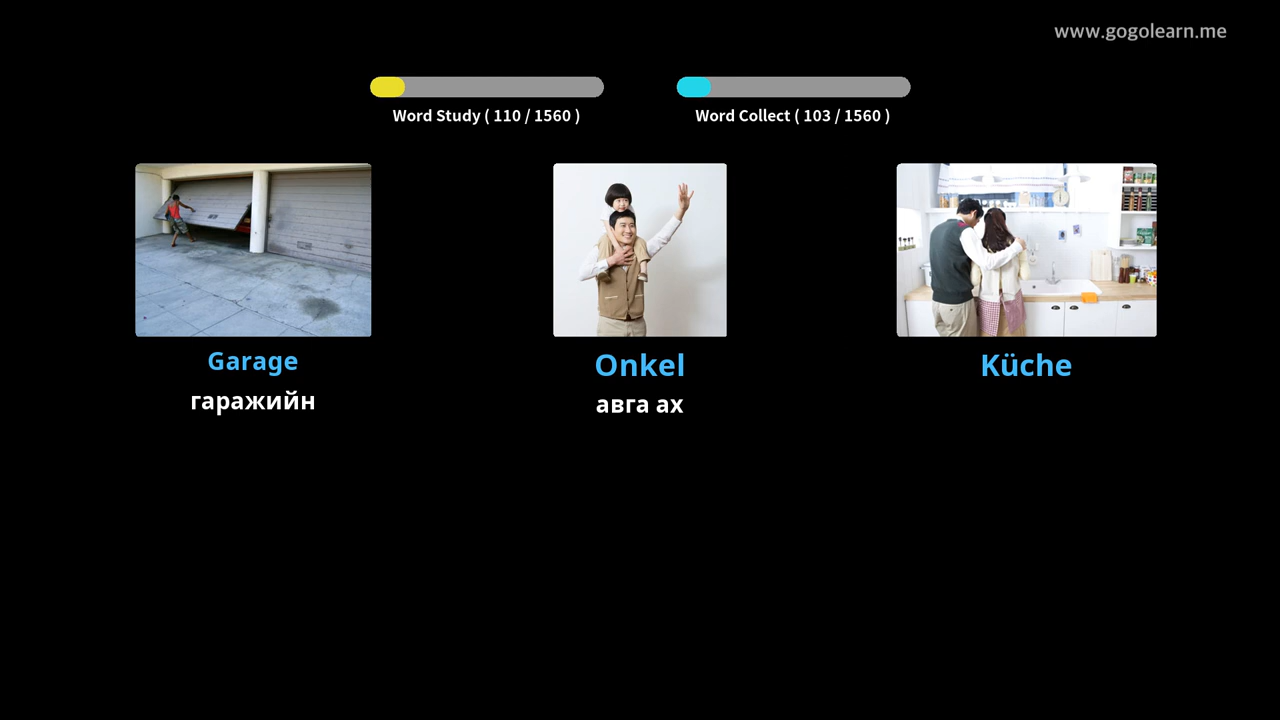 www.gogolearn.me
Word Study ( 110 / 1560 )
Word Collect ( 103 / 1560 )
Garage
гаражийн
Onkel
авга ах
Küche